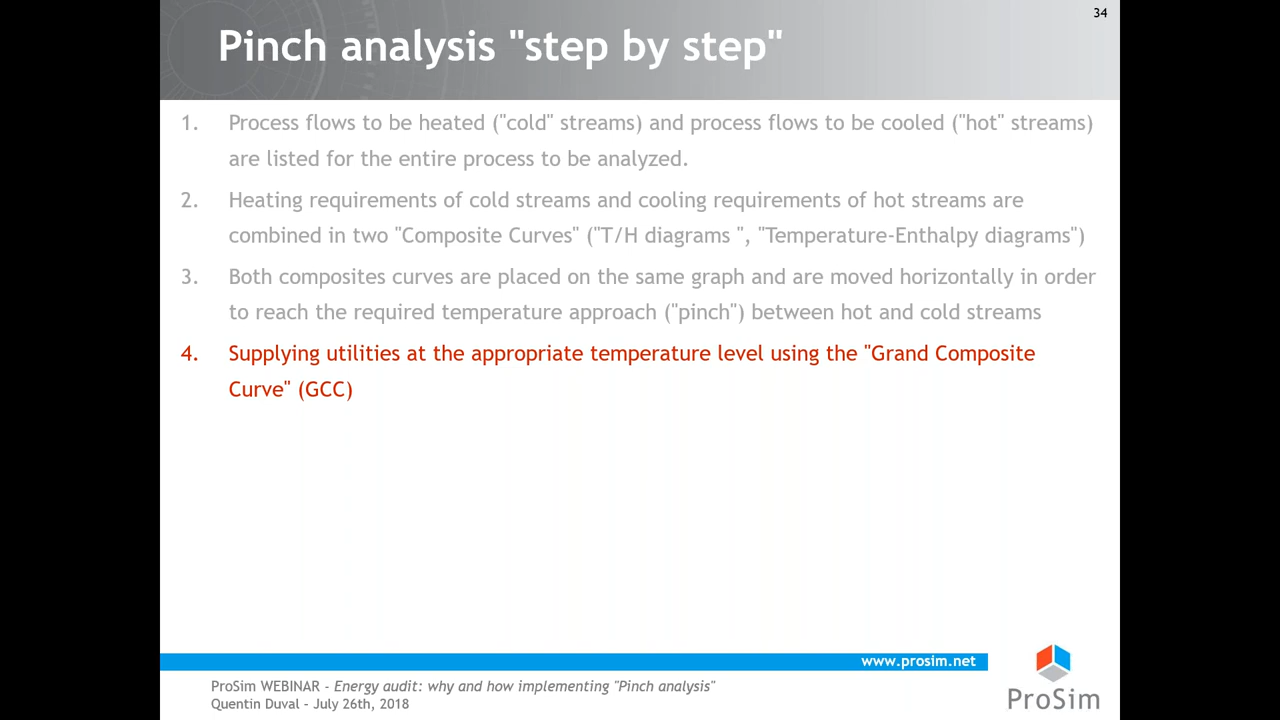 34
Pinch analysis "step by step"
1. Process flows to be heated ("cold" streams) and process flows to be cooled ("hot" streams)
are listed for the entire process to be analyzed.
2. Heating requirements of cold streams and cooling requirements of hot streams are
combined in two "Composite Curves" ("T/H diagrams ", "Temperature-Enthalpy diagrams")
3. Both composites curves are placed on the same graph and are moved horizontally in order
to reach the required temperature approach ("pinch") between hot and cold streams
4. Supplying utilities at the appropriate temperature level using the "Grand Composite
Curve" (GCC)
www.prosim.net
ProSim WEBINAR - Energy audit: why and how implementing "Pinch analysis"
Quentin Duval – July 26th, 2018
ProSim